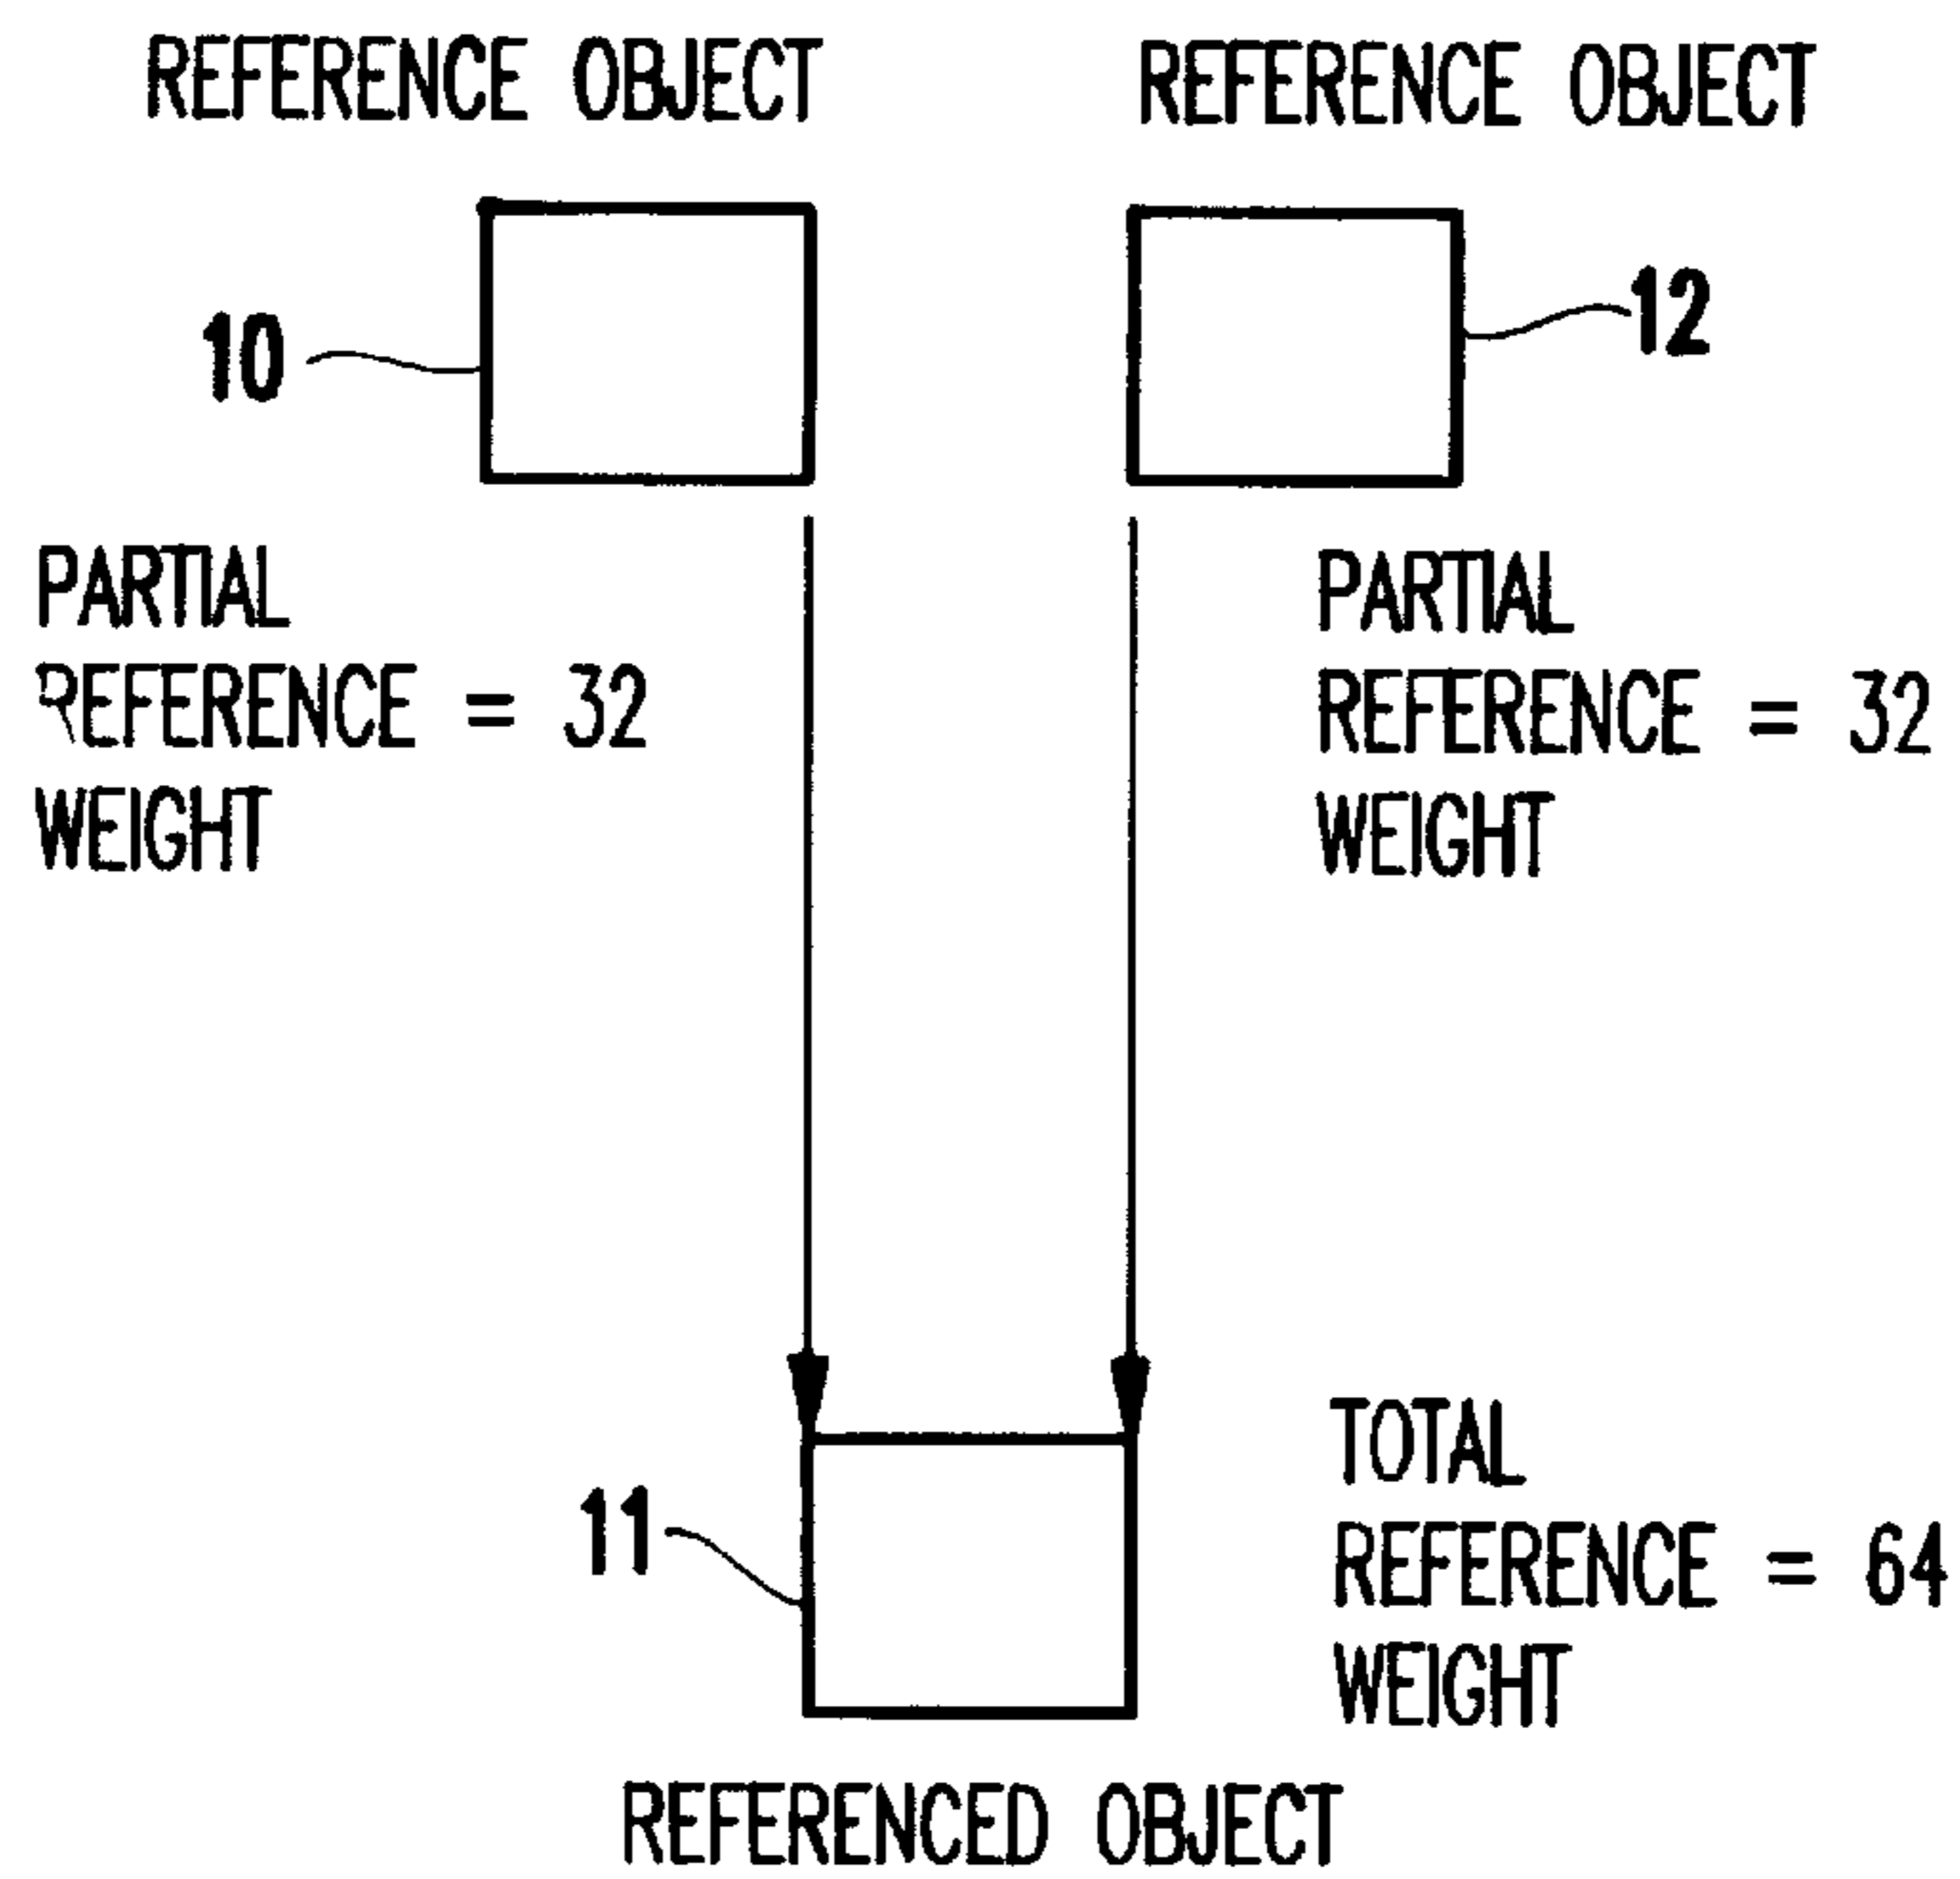 REFERENCE OBJECT
REFERENCE OBJECT
10
12
PARTIAL
REFERENCE = 32
WEIGHT
PARTIAL
REFERENCE = 32
WEIGHT
11
TOTAL
REFERENCE = 64
WEIGHT
REFERENCED OBJECT